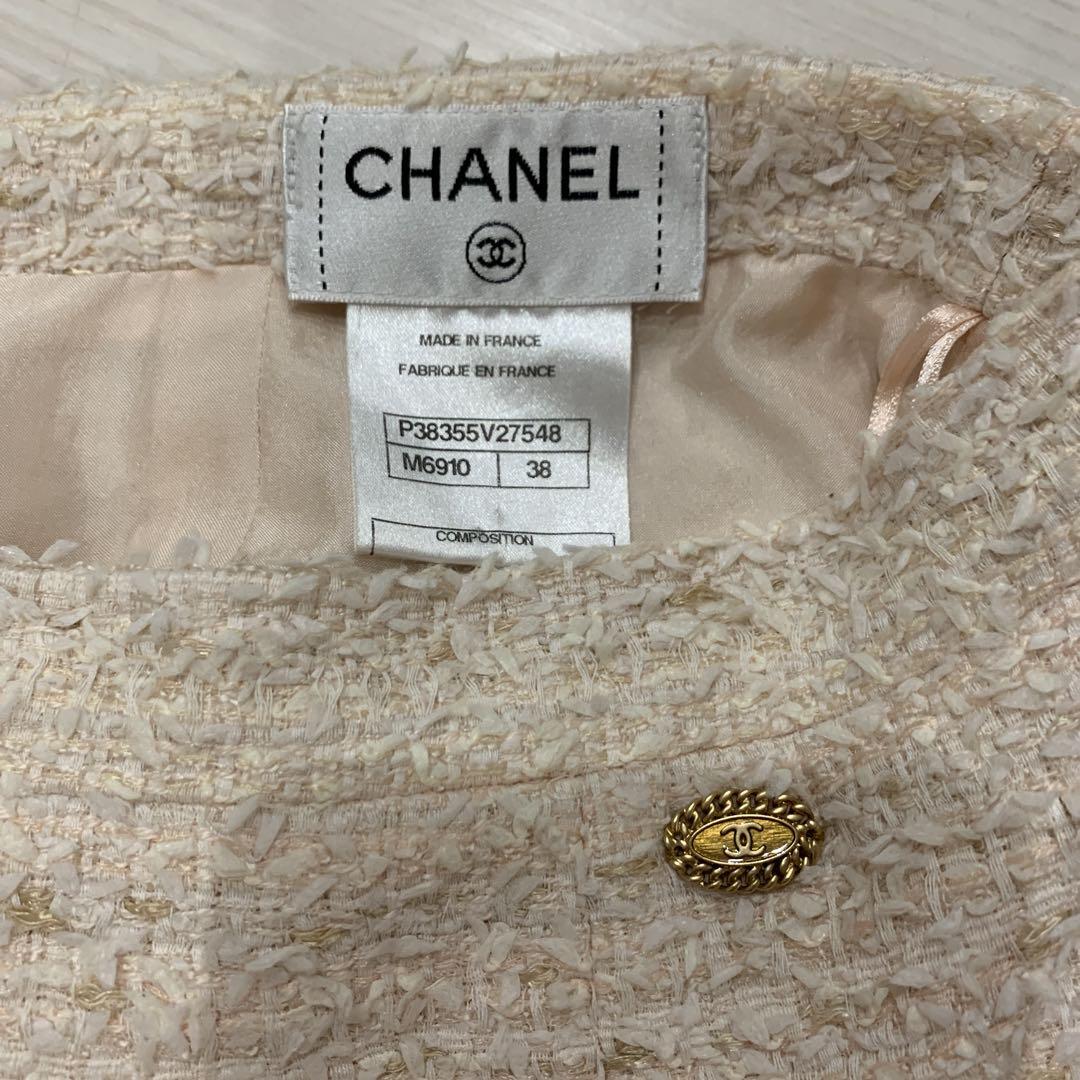 CHANEL
MADE IN FRANCE
FABRIQUE EN FRANCE
P38355V27548
M6910 38
COMPOSITION